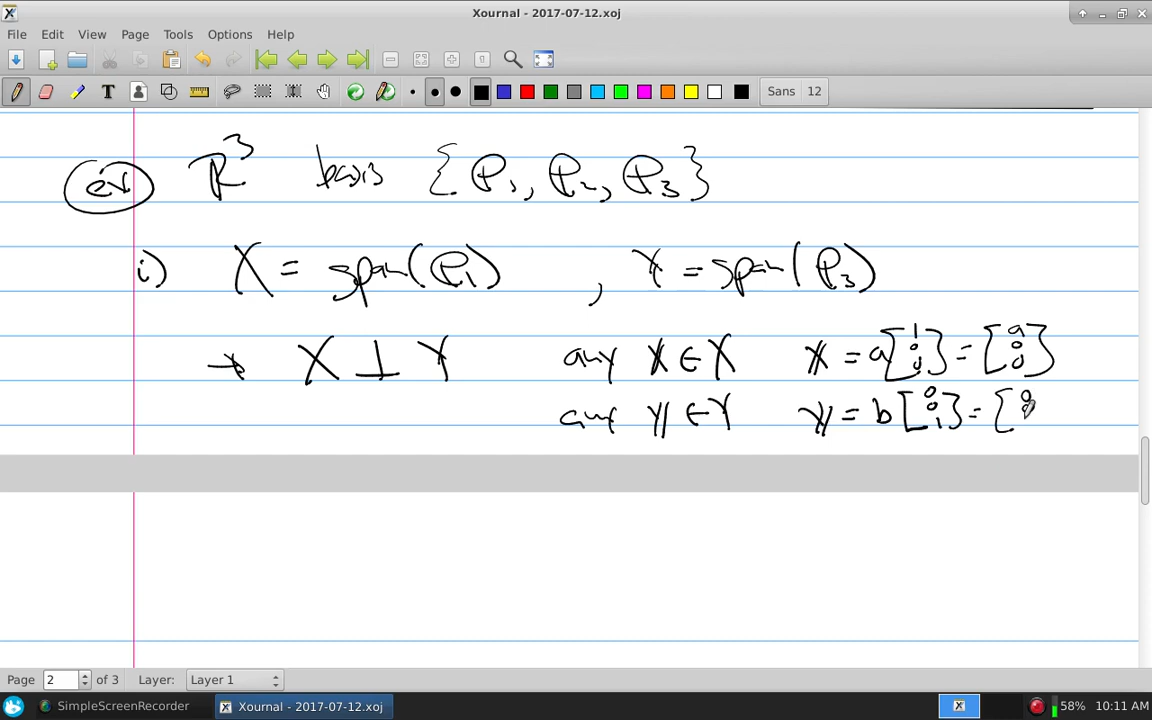 Xournal - 2017-07-12.xoj
File Edit View Page Tools Options Help
Sans 12
ex ℝ³ basis {e₁, e₂, e₃}
i) X = span(e₁) , Y = span(e₃)
→ X ⊥ Y any x ∈ X x = a[1 0 0] = [a 0 0]
any y ∈ Y y = b[0 0 1] = [0 0
Page 2 of 3 Layer: Layer 1
SimpleScreenRecorder Xournal - 2017-07-12.xoj 58% 10:11 AM